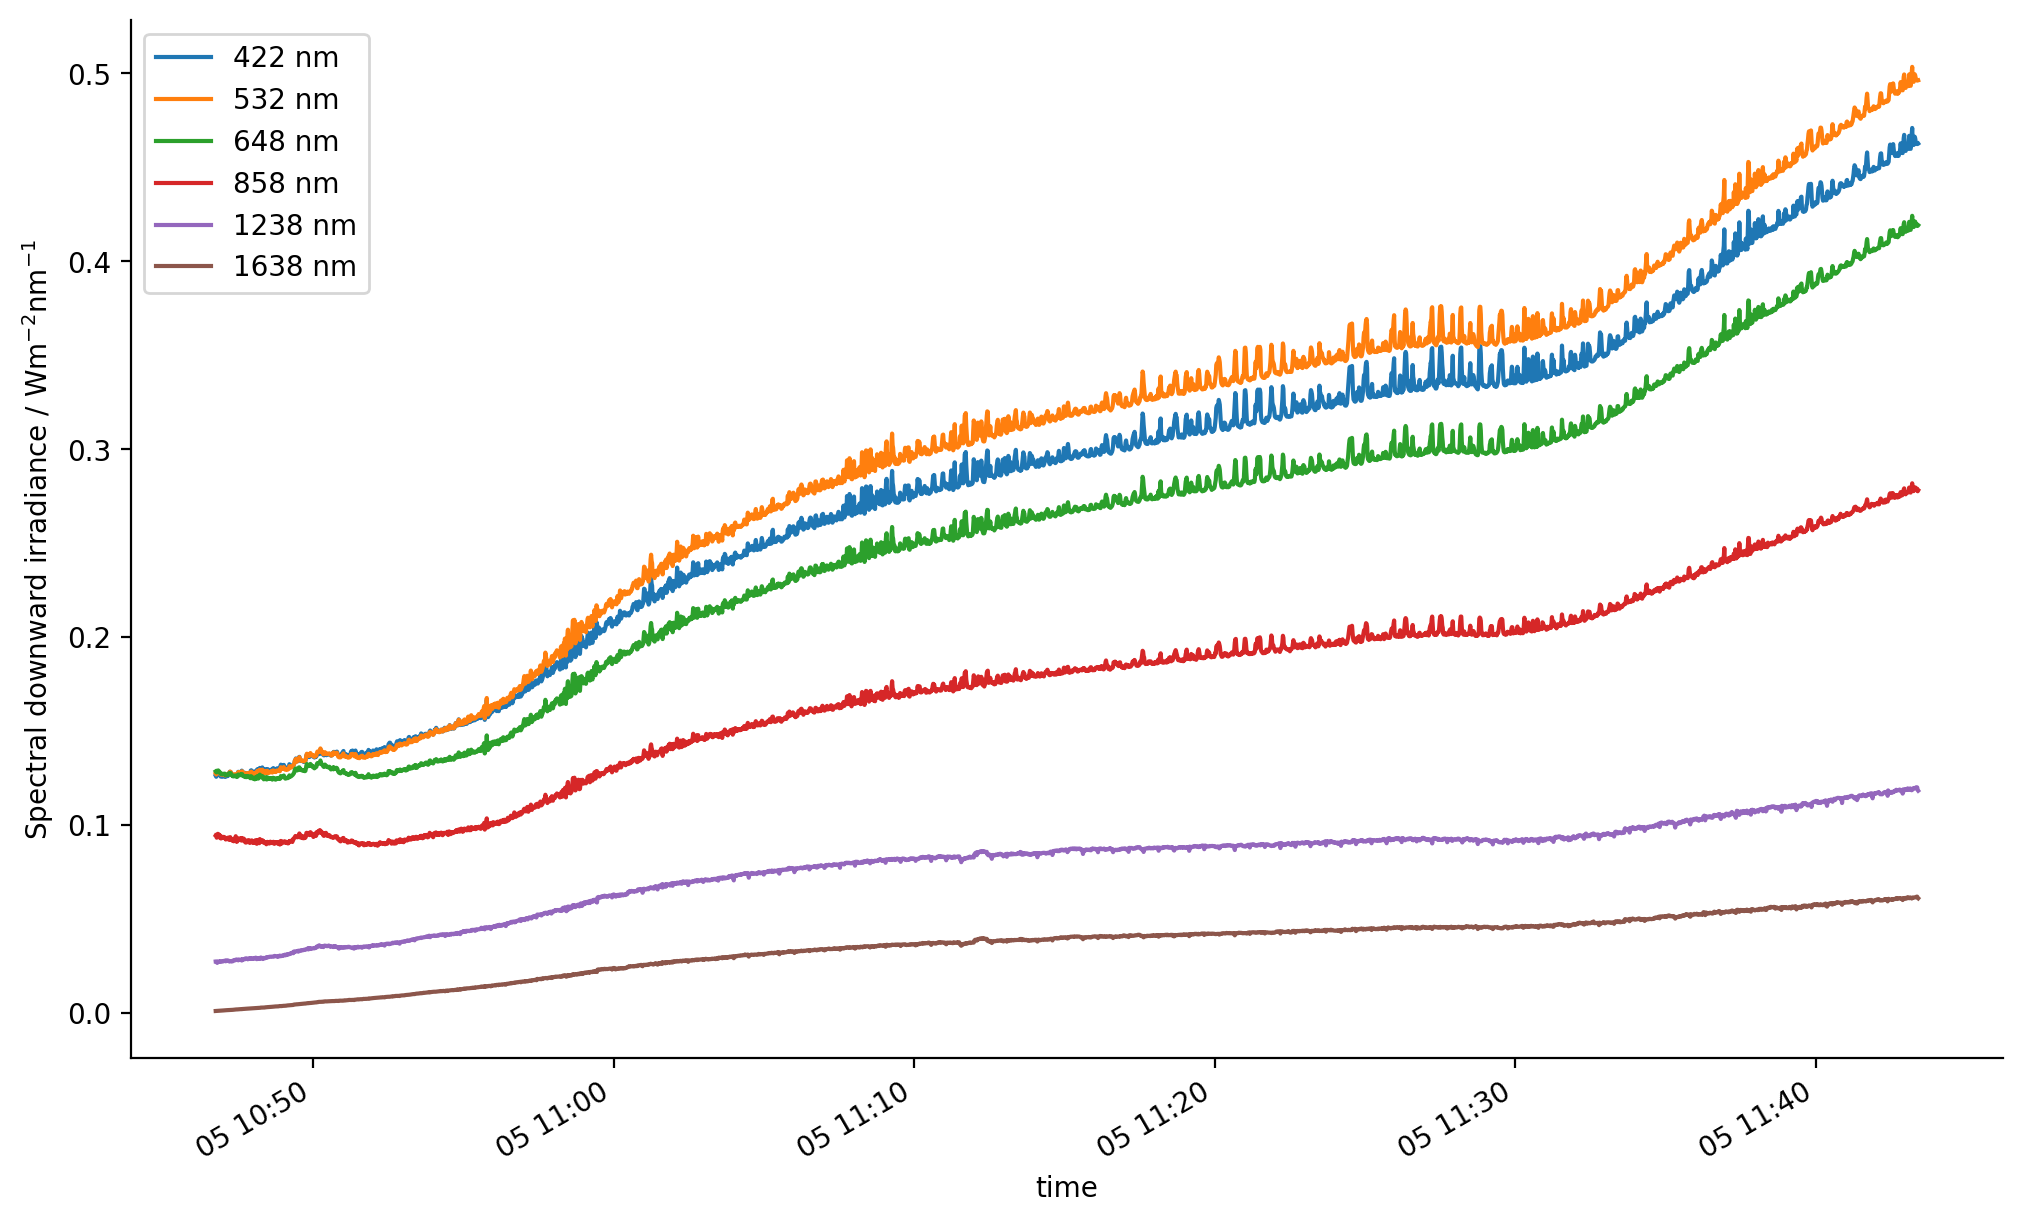 422 nm
532 nm
648 nm
858 nm
1238 nm
1638 nm
Spectral downward irradiance / Wm⁻²nm⁻¹
0.5
0.4
0.3
0.2
0.1
0.0
05 10:50
05 11:00
05 11:10
05 11:20
05 11:30
05 11:40
time